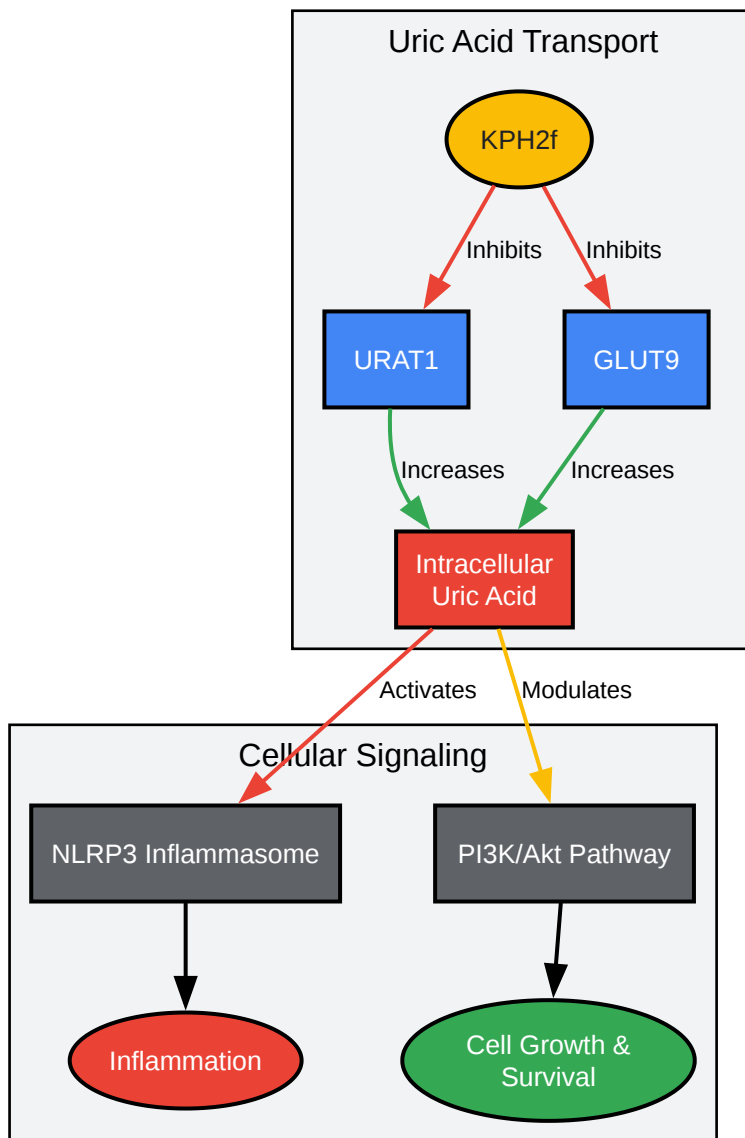 Uric Acid Transport
KPH2f
Inhibits
Inhibits
URAT1
GLUT9
Increases
Increases
Intracellular
Uric Acid
Activates
Modulates
Cellular Signaling
NLRP3 Inflammasome
PI3K/Akt Pathway
Inflammation
Cell Growth &
Survival